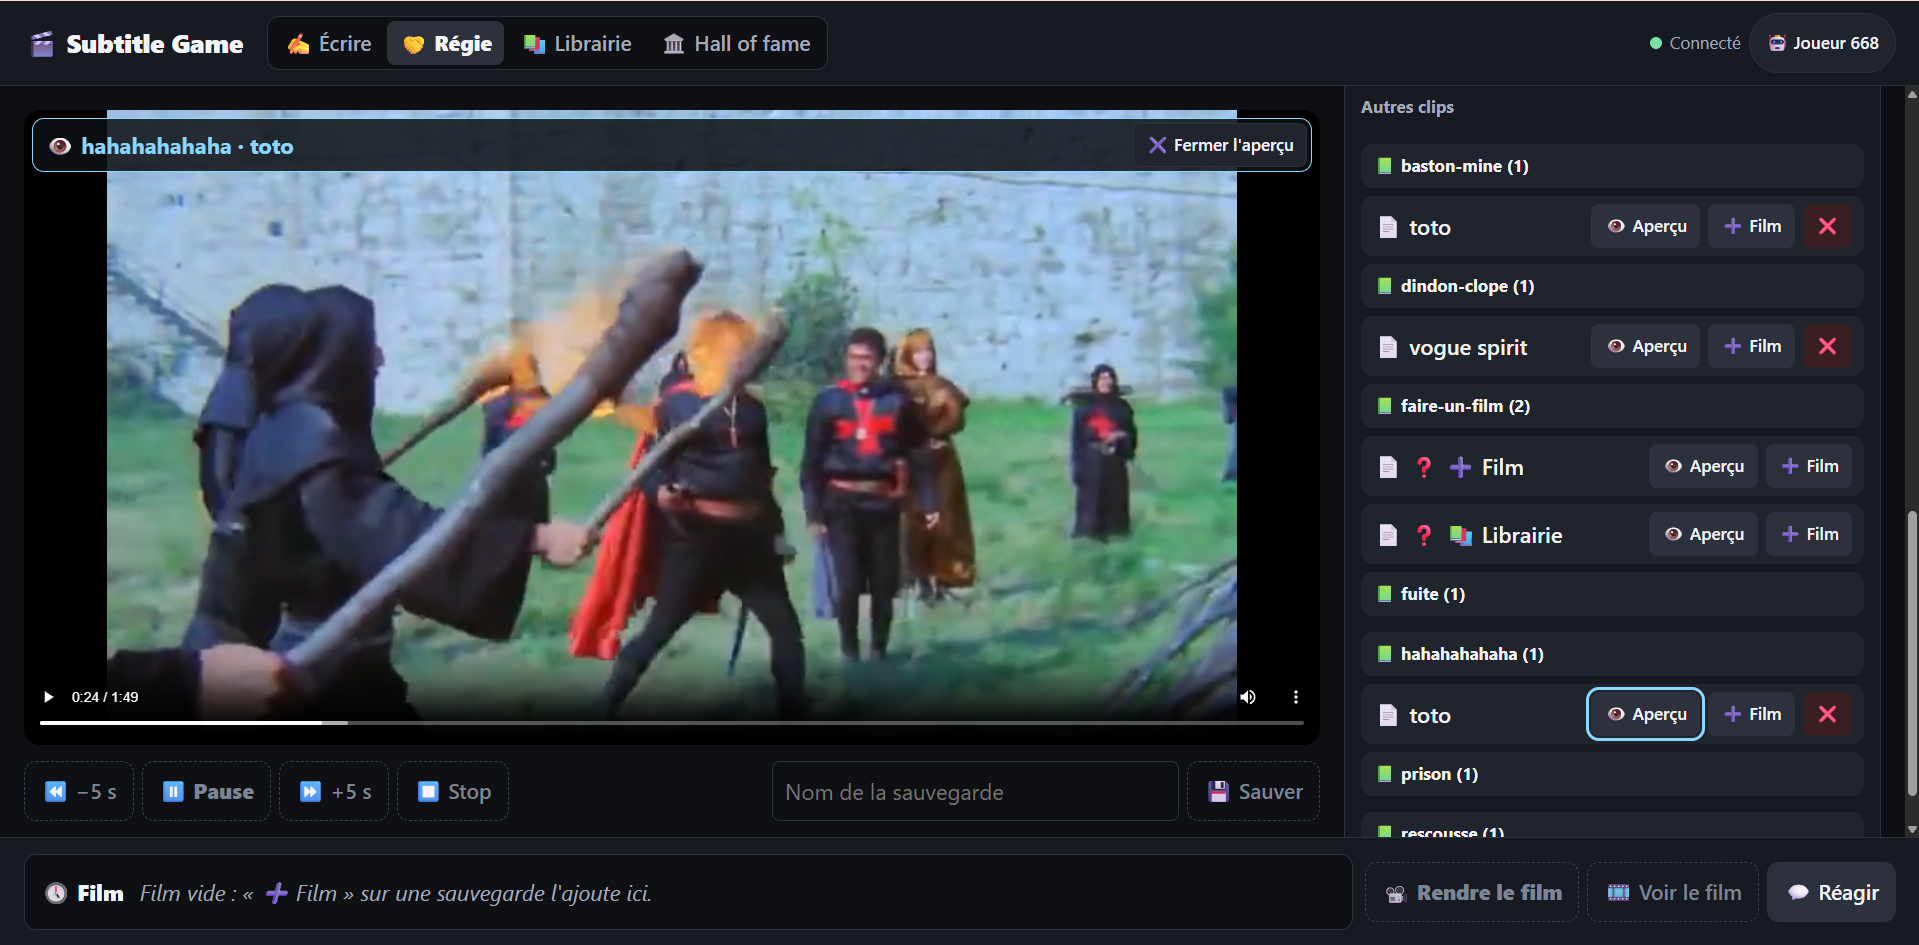 Subtitle Game
Écrire
Régie
Librairie
Hall of fame
Connecté
Joueur 668
hahahahahaha · toto
Fermer l'aperçu
0:24 / 1:49
−5 s
Pause
+5 s
Stop
Nom de la sauvegarde
Sauver
Autres clips
baston-mine (1)
toto
Aperçu
Film
dindon-clope (1)
vogue spirit
Aperçu
Film
faire-un-film (2)
Film
Aperçu
Film
Librairie
Aperçu
Film
fuite (1)
hahahahahaha (1)
toto
Aperçu
Film
prison (1)
rescousse (1)
Film
Film vide : « ➕ Film » sur une sauvegarde l'ajoute ici.
Rendre le film
Voir le film
Réagir